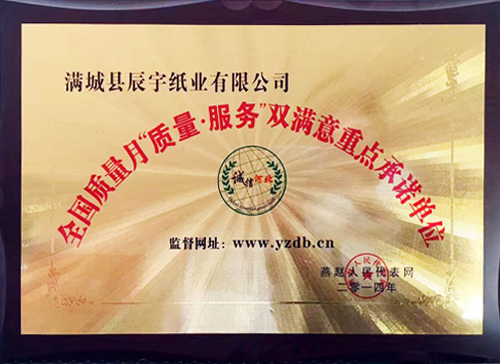 满城县辰宇纸业有限公司
全国质量月"质量·服务"双满意重点承诺单位
诚信河北
监督网址：www.yzdb.cn
燕赵人民代表网
二零一四年